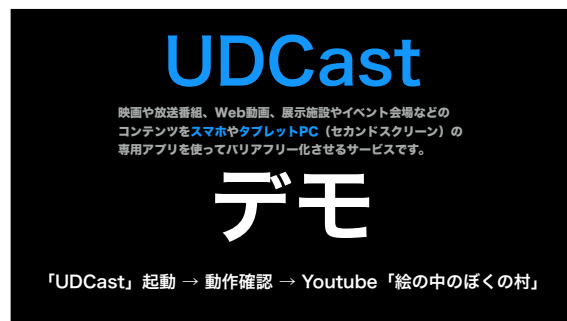 UDCast
映画や放送番組、Web動画、展示施設やイベント会場などの
コンテンツをスマホやタブレットPC（セカンドスクリーン）の
専用アプリを使ってバリアフリー化させるサービスです。
デモ
「UDCast」起動 → 動作確認 → Youtube「絵の中のぼくの村」